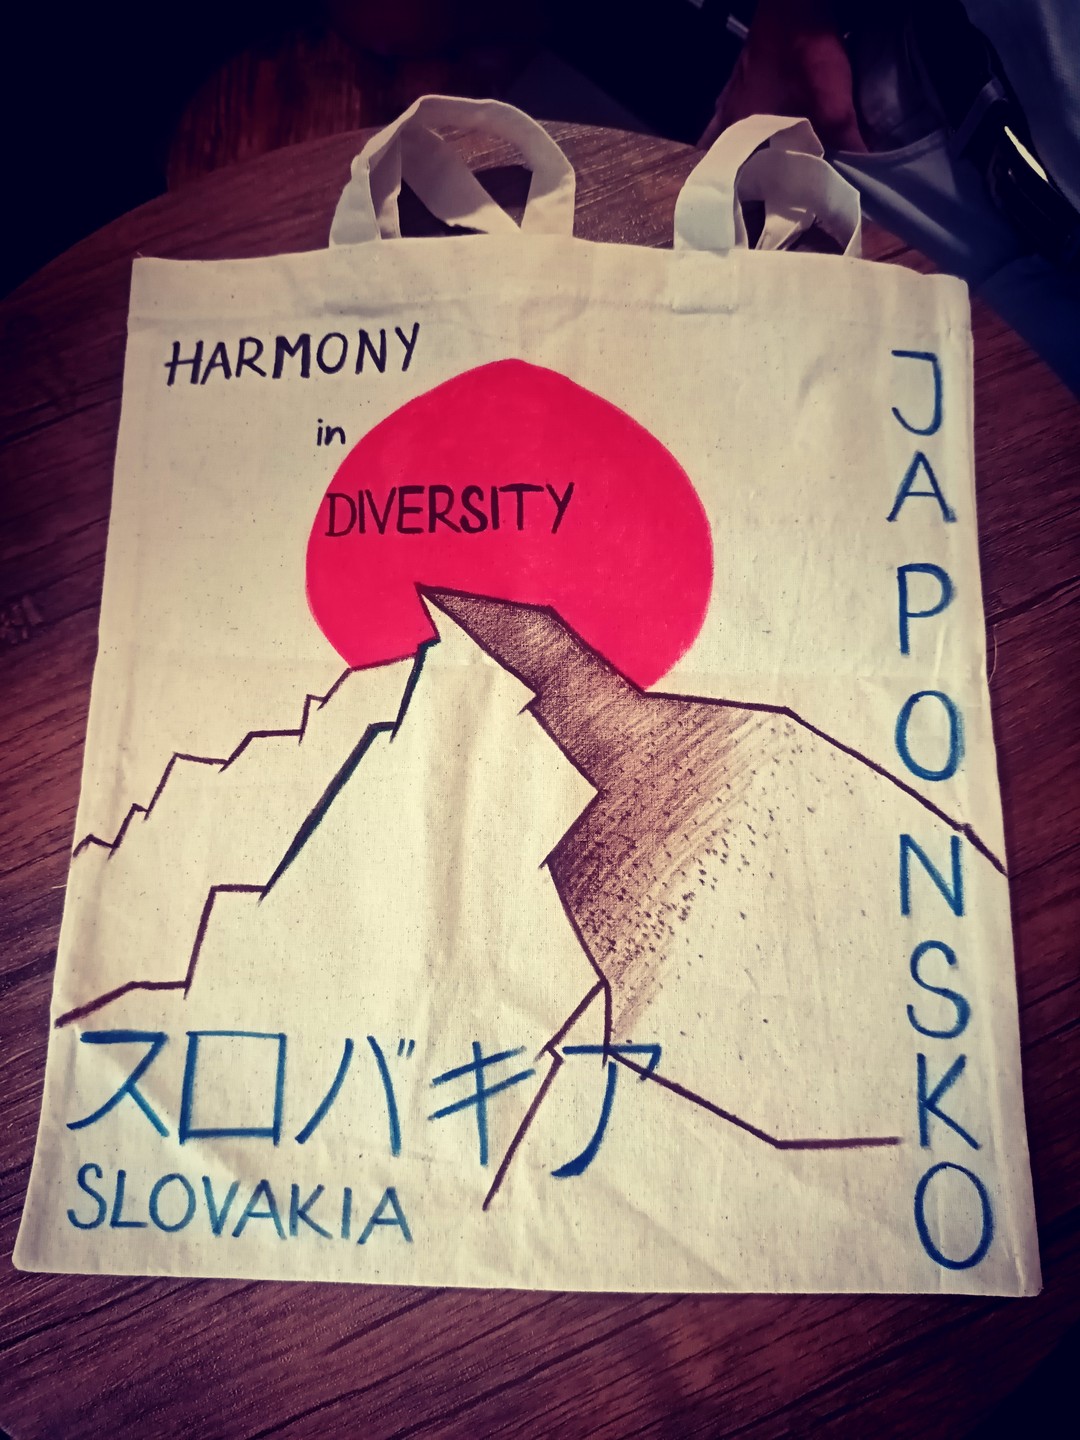 HARMONY
in
DIVERSITY
JAPONSKO
スロバキア
SLOVAKIA